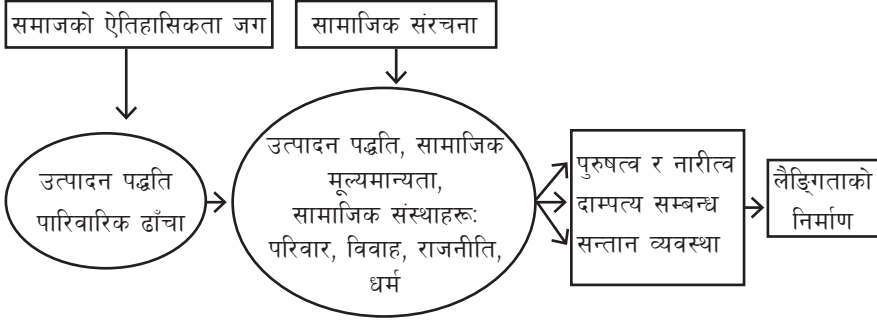 समाजको ऐतिहासिकता जग
सामाजिक संरचना
उत्पादन पद्धति
पारिवारिक ढाँचा
उत्पादन पद्धति, सामाजिक
मूल्यमान्यता,
सामाजिक संस्थाहरू:
परिवार, विवाह, राजनीति,
धर्म
पुरुषत्व र नारीत्व
दाम्पत्य सम्बन्ध
सन्तान व्यवस्था
लैङ्गिताको
निर्माण